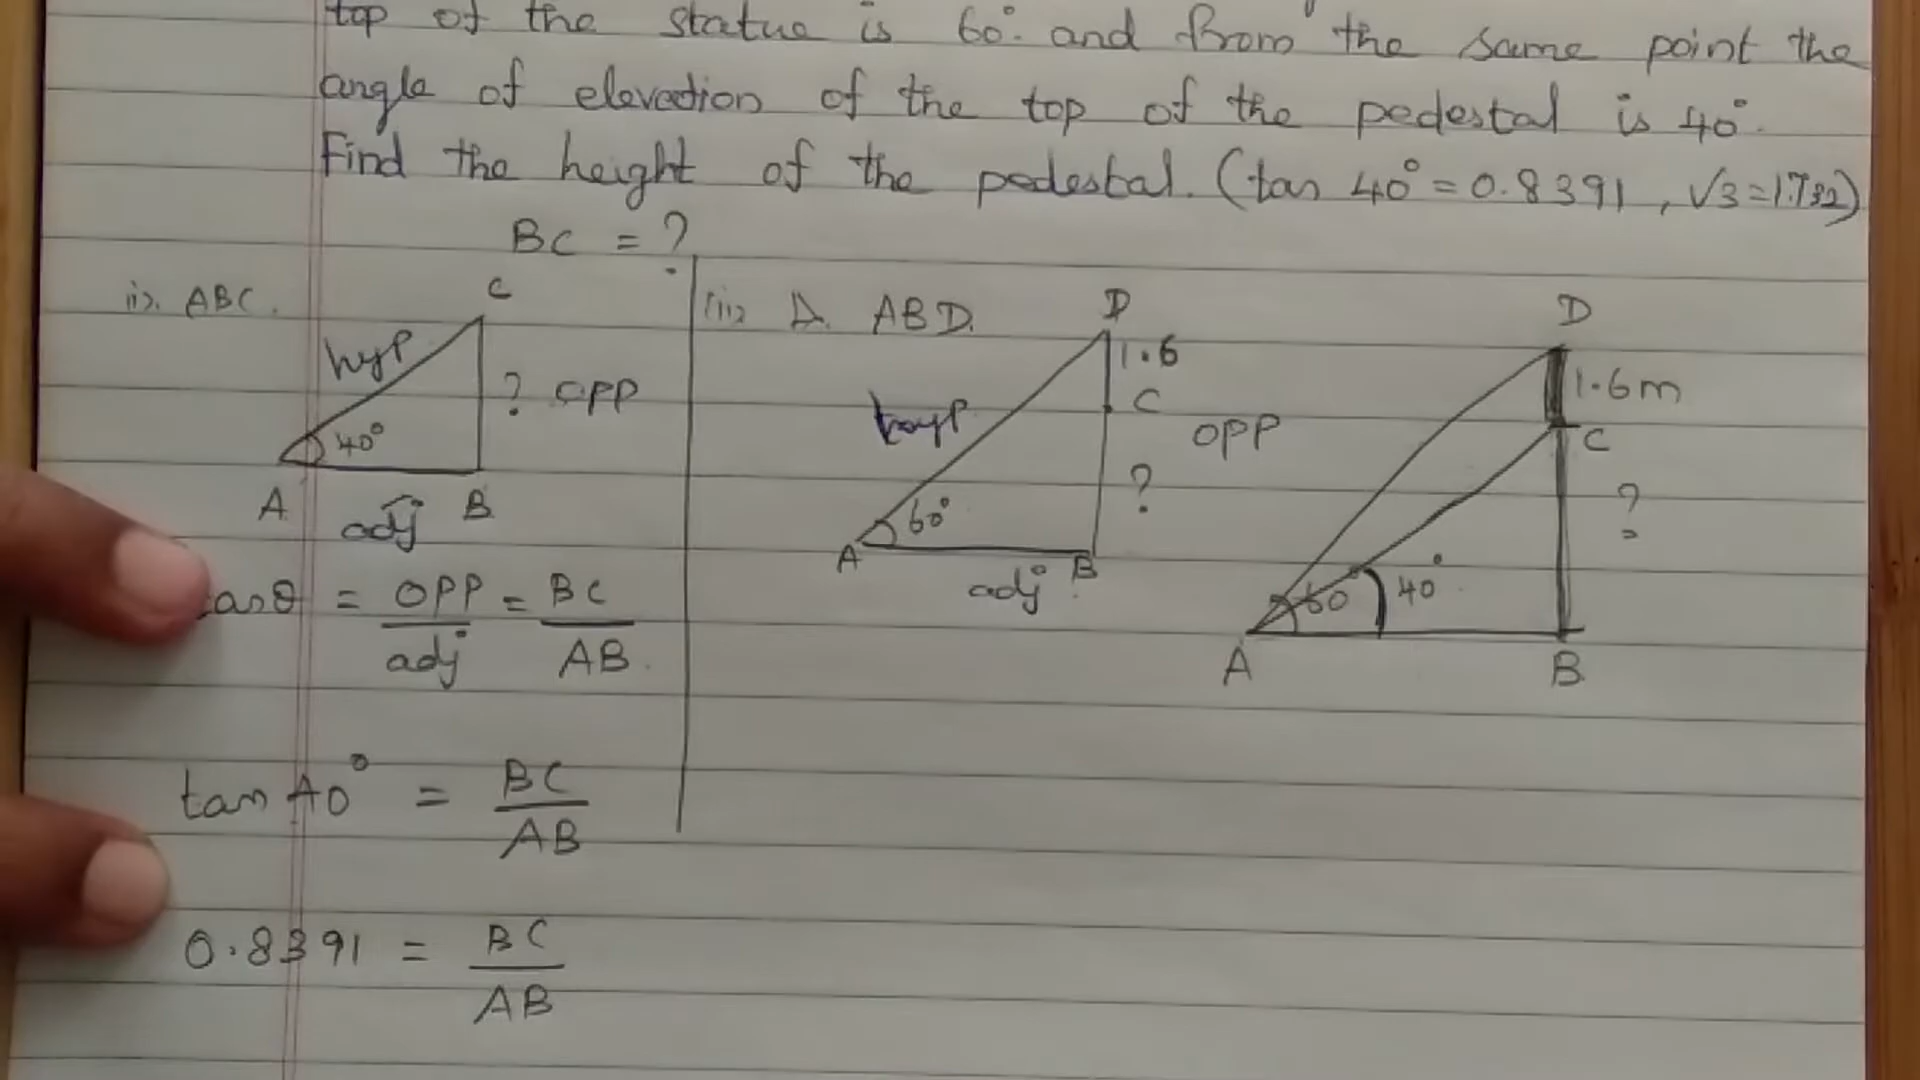 top of the statue is 60°. and from the same point the
angle of elevation of the top of the pedestal is 40°.
Find the height of the pedestal. (tan 40° = 0.8391, √3 = 1.732)
BC = ?
ABC.
C
hyp
? opp
40°
A
adj
B
tanθ = opp/adj = BC/AB
tan 40° = BC/AB
0.8391 = BC/AB
(ii) Δ ABD.
D
1.6
C
hyp
OPP
?
60°
A
adj
B
D
1.6m
C
?
60
40°
A
B